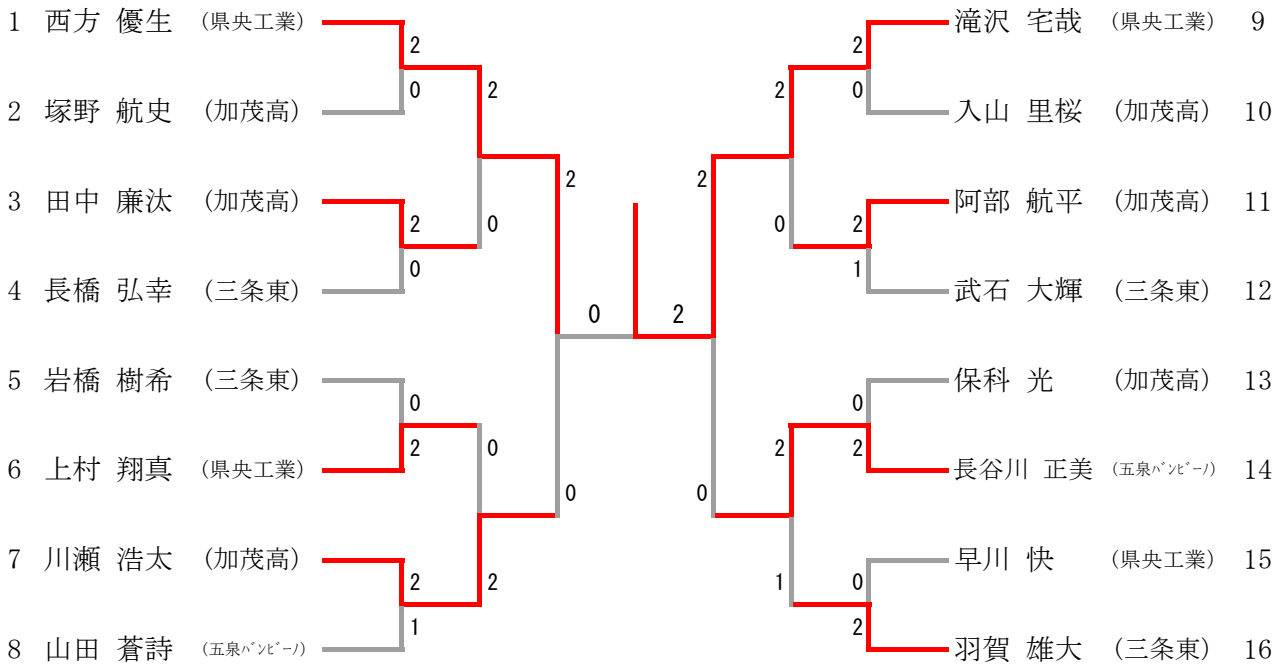 1 西方 優生 (県央工業)
2
0
2 塚野 航史 (加茂高)
2
3 田中 廉汰 (加茂高)
2
0
4 長橋 弘幸 (三条東)
0
2
5 岩橋 樹希 (三条東)
0
2
6 上村 翔真 (県央工業)
0
7 川瀬 浩太 (加茂高)
2
1
8 山田 蒼詩 (五泉バンビーノ)
2
0
0
2
滝沢 宅哉 (県央工業) 9
2
0
入山 里桜 (加茂高) 10
2
阿部 航平 (加茂高) 11
2
1
武石 大輝 (三条東) 12
0
2
保科 光 (加茂高) 13
0
2
長谷川 正美 (五泉バンビーノ) 14
2
早川 快 (県央工業) 15
0
2
羽賀 雄大 (三条東) 16
1
0